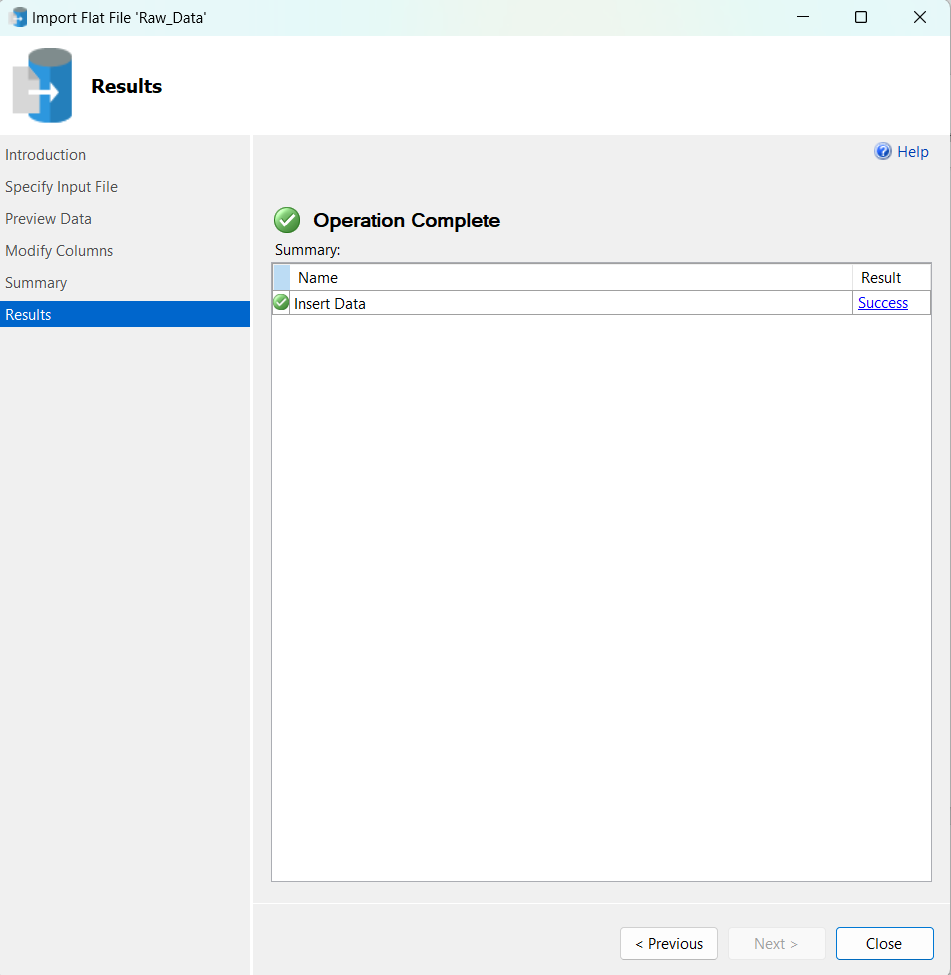 Import Flat File 'Raw_Data'
Results
Introduction
Specify Input File
Preview Data
Modify Columns
Summary
Results
Help
Operation Complete
Summary:
Name Result
Insert Data Success
< Previous Next > Close